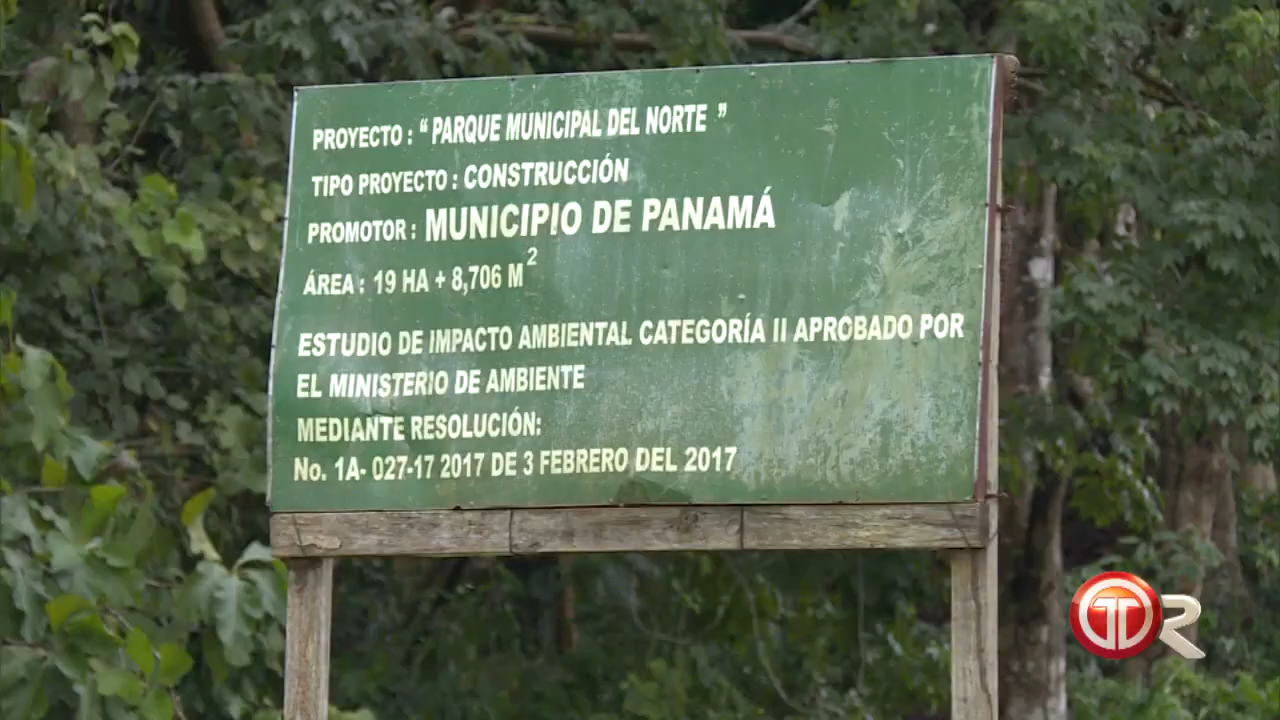 PROYECTO : “ PARQUE MUNICIPAL DEL NORTE ”
TIPO PROYECTO : CONSTRUCCIÓN
PROMOTOR : MUNICIPIO DE PANAMÁ
ÁREA : 19 HA + 8,706 M²
ESTUDIO DE IMPACTO AMBIENTAL CATEGORÍA II APROBADO POR
EL MINISTERIO DE AMBIENTE
MEDIANTE RESOLUCIÓN:
No. 1A- 027-17 2017 DE 3 FEBRERO DEL 2017
R